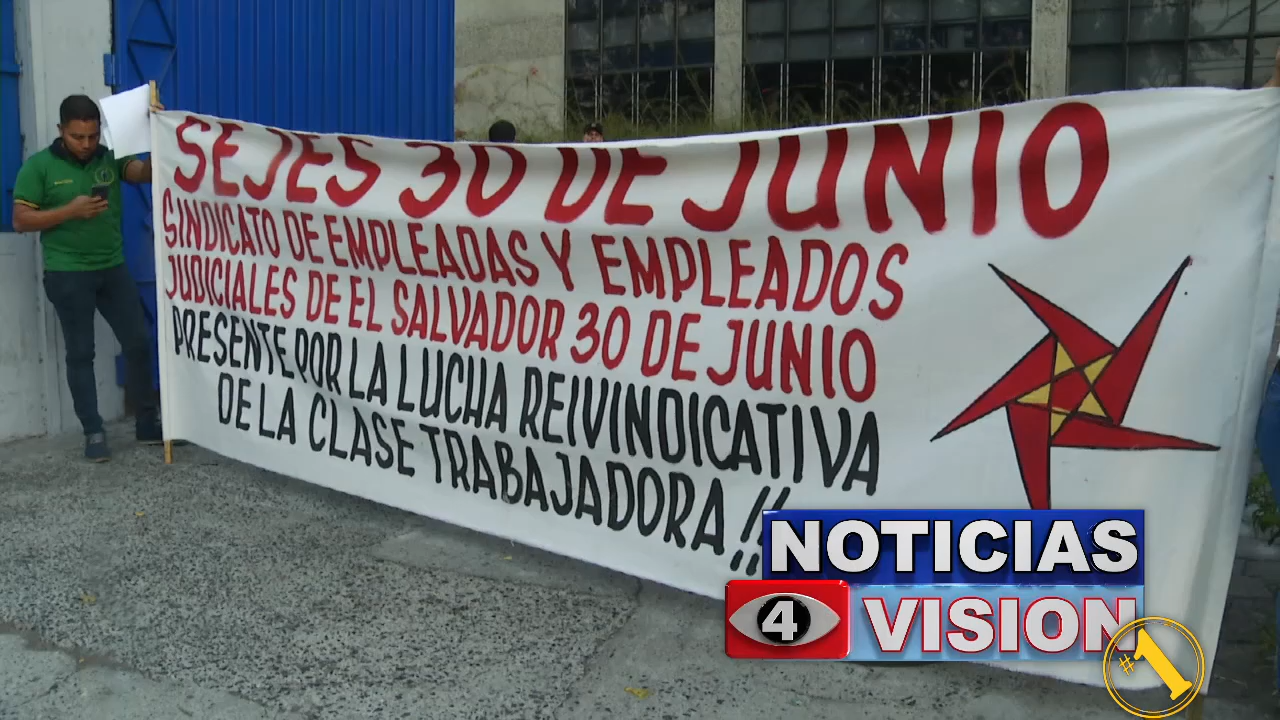 SEJES 30 DE JUNIO
SINDICATO DE EMPLEADAS Y EMPLEADOS
JUDICIALES DE EL SALVADOR 30 DE JUNIO
PRESENTE POR LA LUCHA REIVINDICATIVA
DE LA CLASE TRABAJADORA !!
NOTICIAS
4 VISION
#1